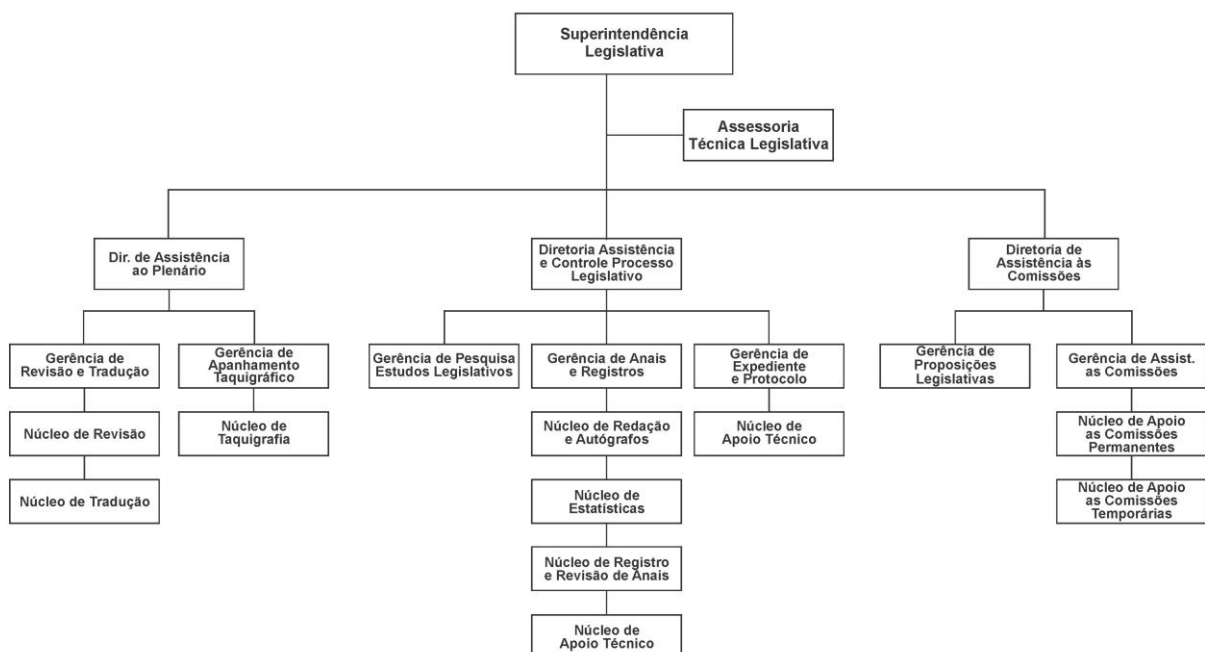 Superintendência
Legislativa
Assessoria
Técnica Legislativa
Dir. de Assistência
ao Plenário
Diretoria Assistência
e Controle Processo
Legislativo
Diretoria de
Assistência às
Comissões
Gerência de
Revisão e Tradução
Gerência de
Apanhamento
Taquigráfico
Gerência de Pesquisa
Estudos Legislativos
Gerência de Anais
e Registros
Gerência de
Expediente
e Protocolo
Gerência de
Proposições
Legislativas
Gerência de Assist.
as Comissões
Núcleo de Revisão
Núcleo de
Taquigrafia
Núcleo de Redação
e Autógrafos
Núcleo de
Apoio Técnico
Núcleo de Apoio
as Comissões
Permanentes
Núcleo de Tradução
Núcleo de
Estatísticas
Núcleo de Apoio
as Comissões
Temporárias
Núcleo de Registro
e Revisão de Anais
Núcleo de
Apoio Técnico